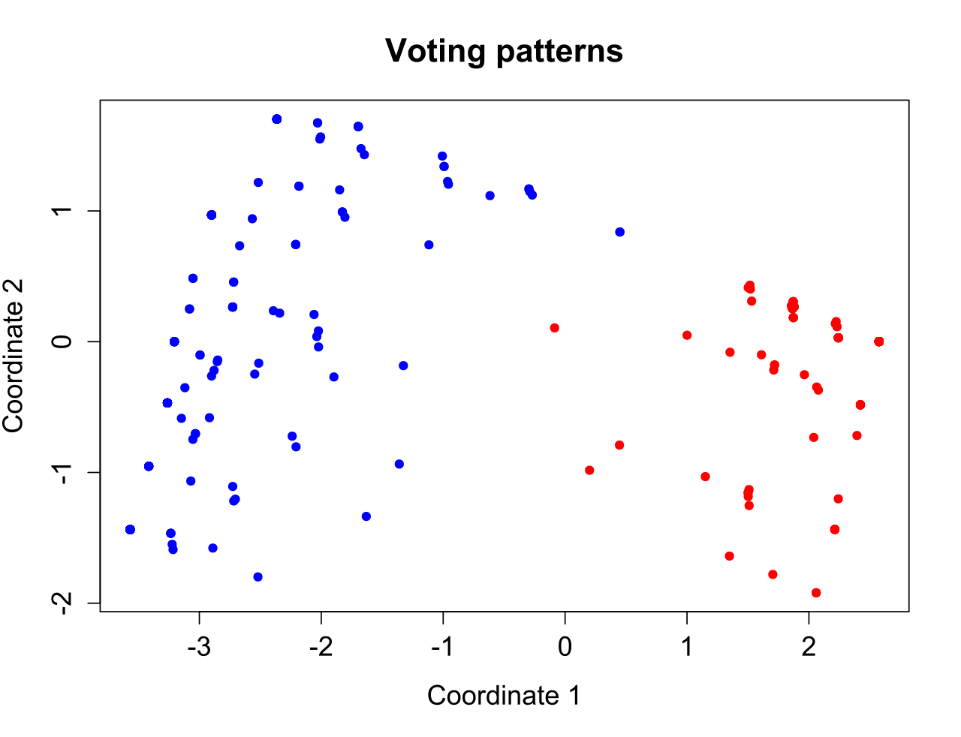 Voting patterns
1
0
-1
-2
Coordinate 2
-3 -2 -1 0 1 2
Coordinate 1